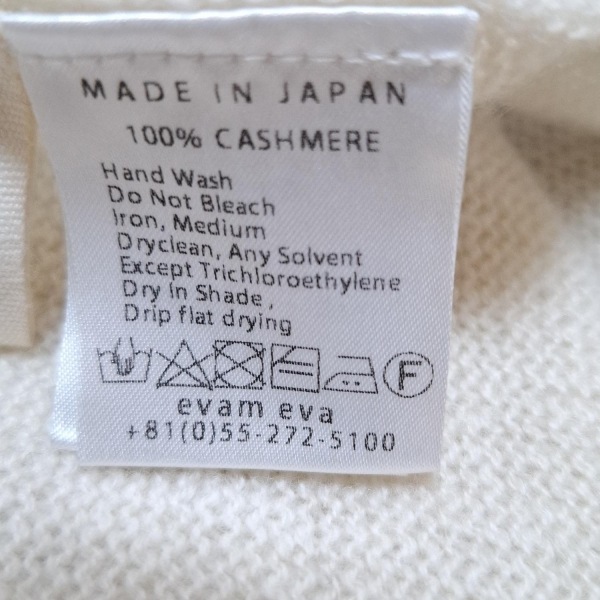 MADE IN JAPAN
100% CASHMERE
Hand Wash
Do Not Bleach
Iron, Medium
Dryclean, Any Solvent
Except Trichloroethylene
Dry in Shade,
Drip flat drying
F
evam eva
+81(0)55-272-5100